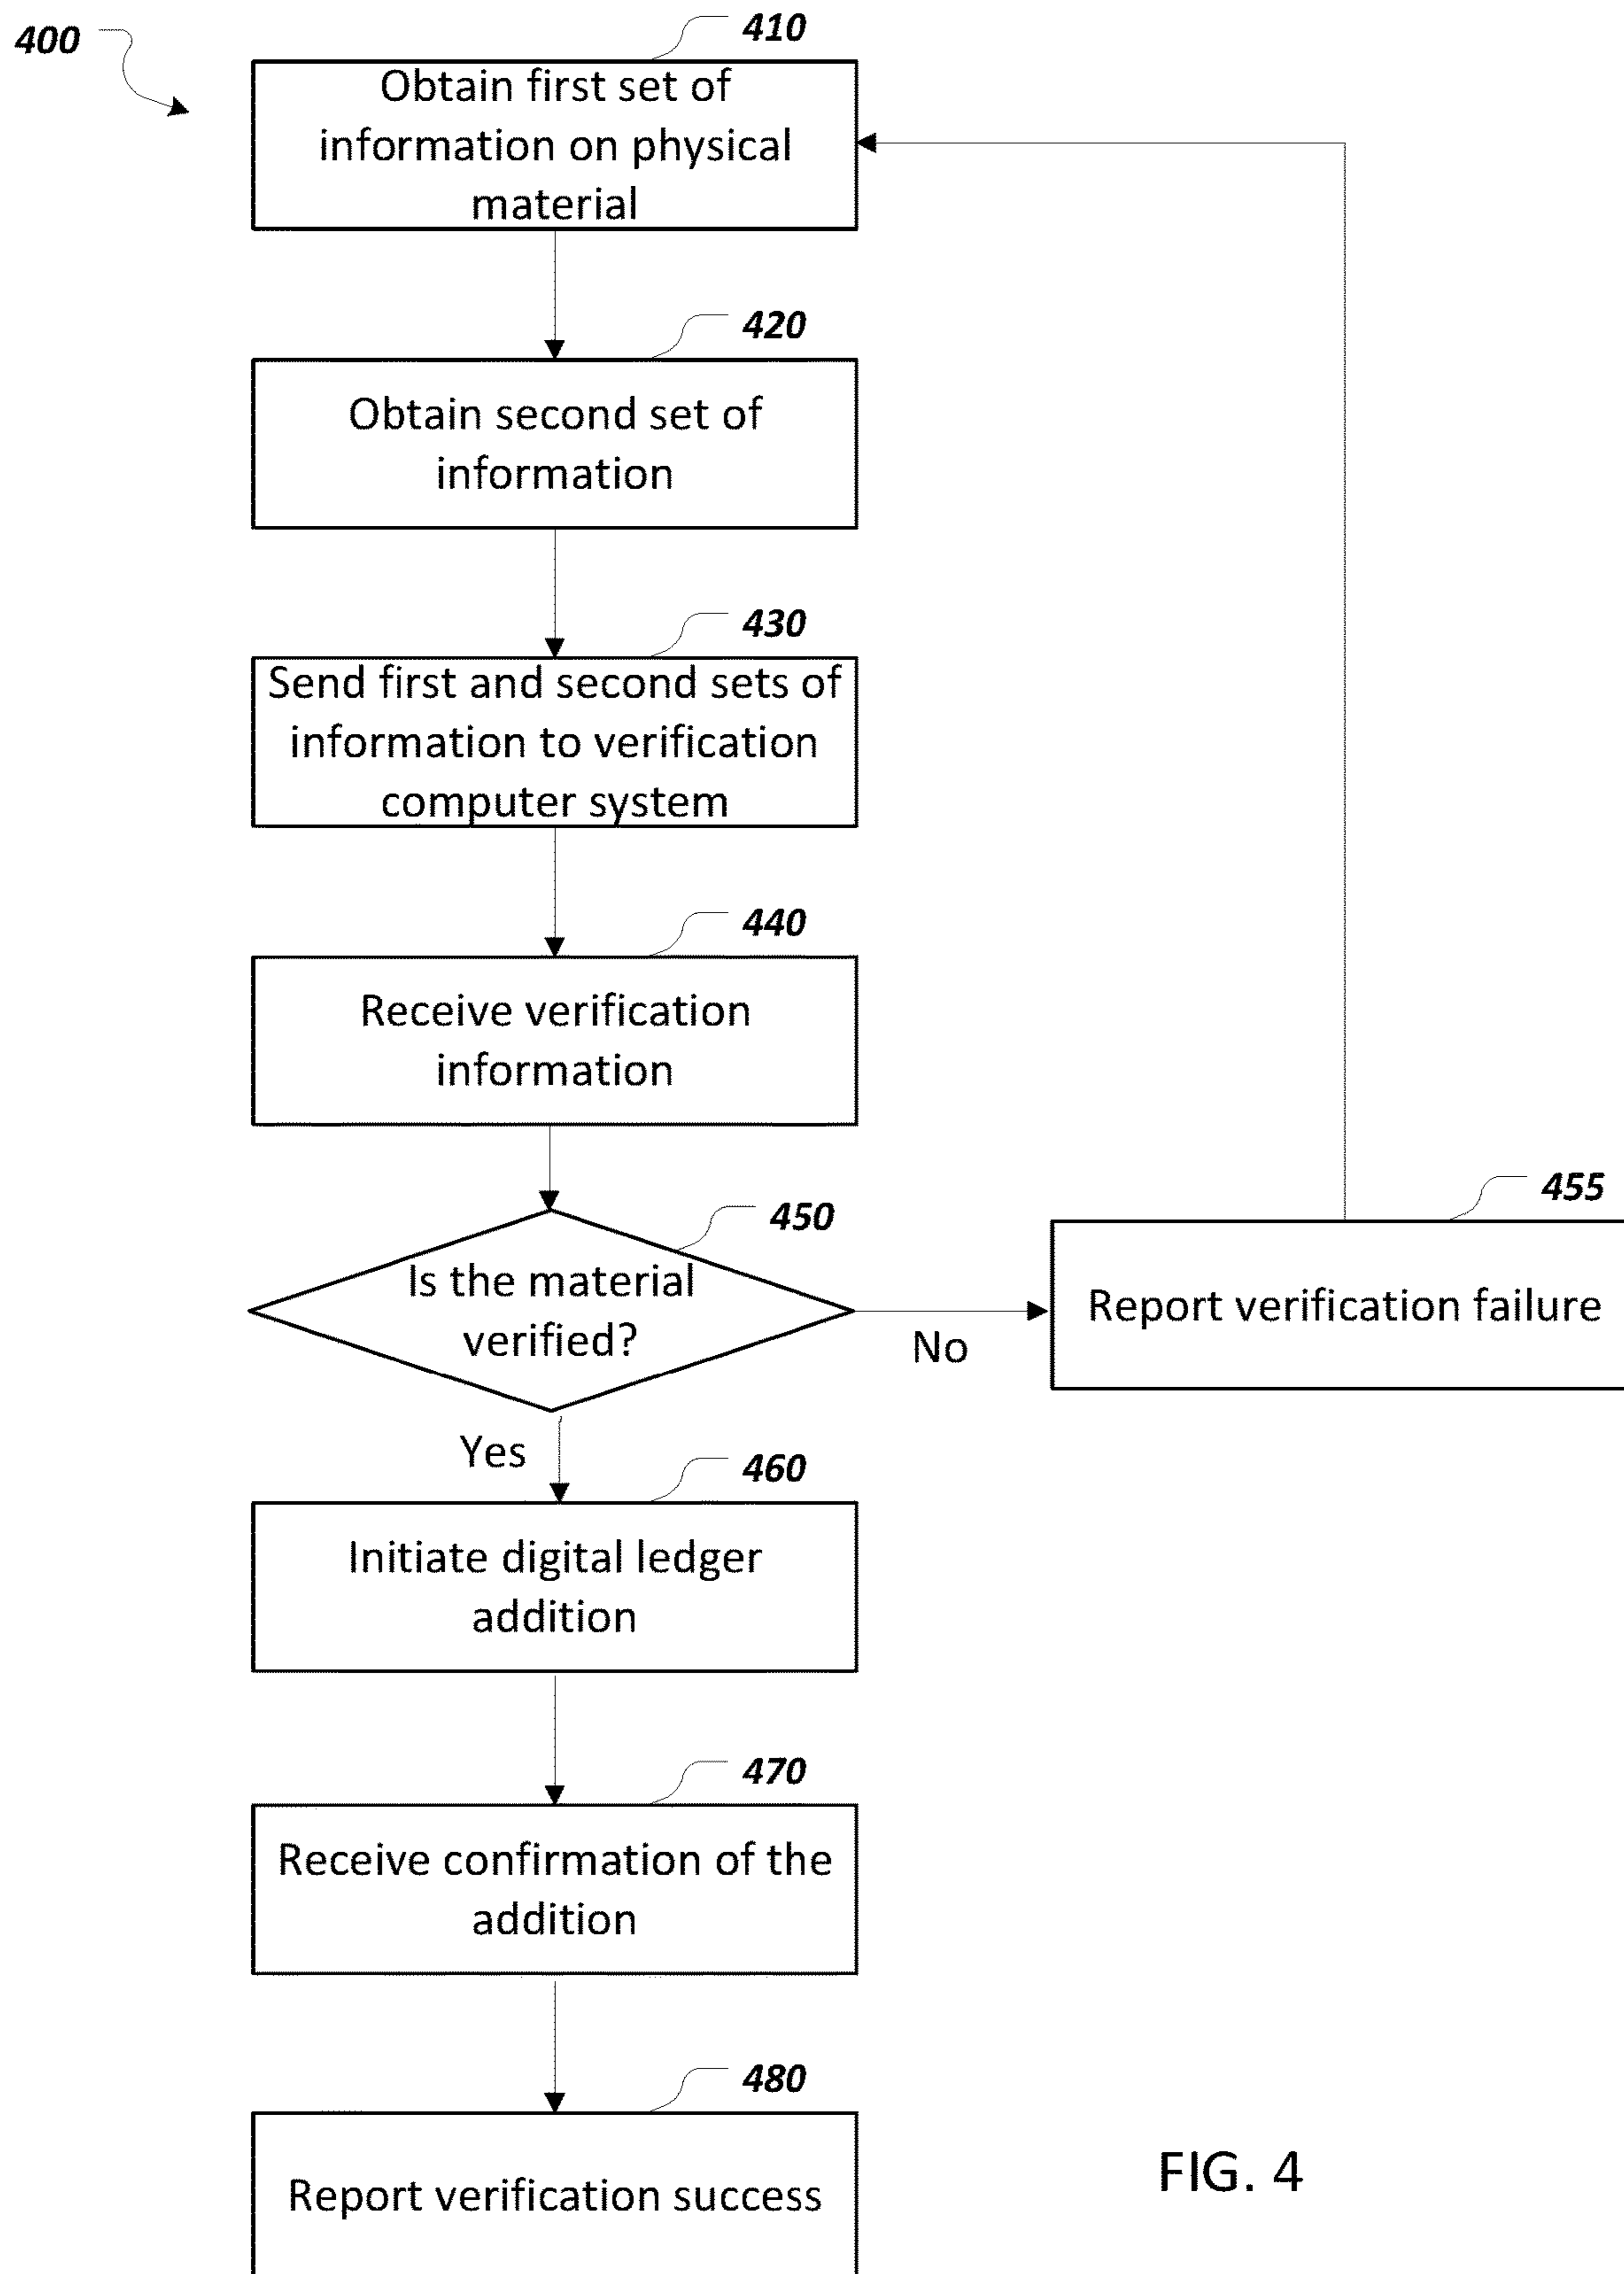 400
410
Obtain first set of
information on physical
material
420
Obtain second set of
information
430
Send first and second sets of
information to verification
computer system
440
Receive verification
information
450
Is the material
verified?
No
455
Report verification failure
Yes
460
Initiate digital ledger
addition
470
Receive confirmation of the
addition
480
Report verification success
FIG. 4